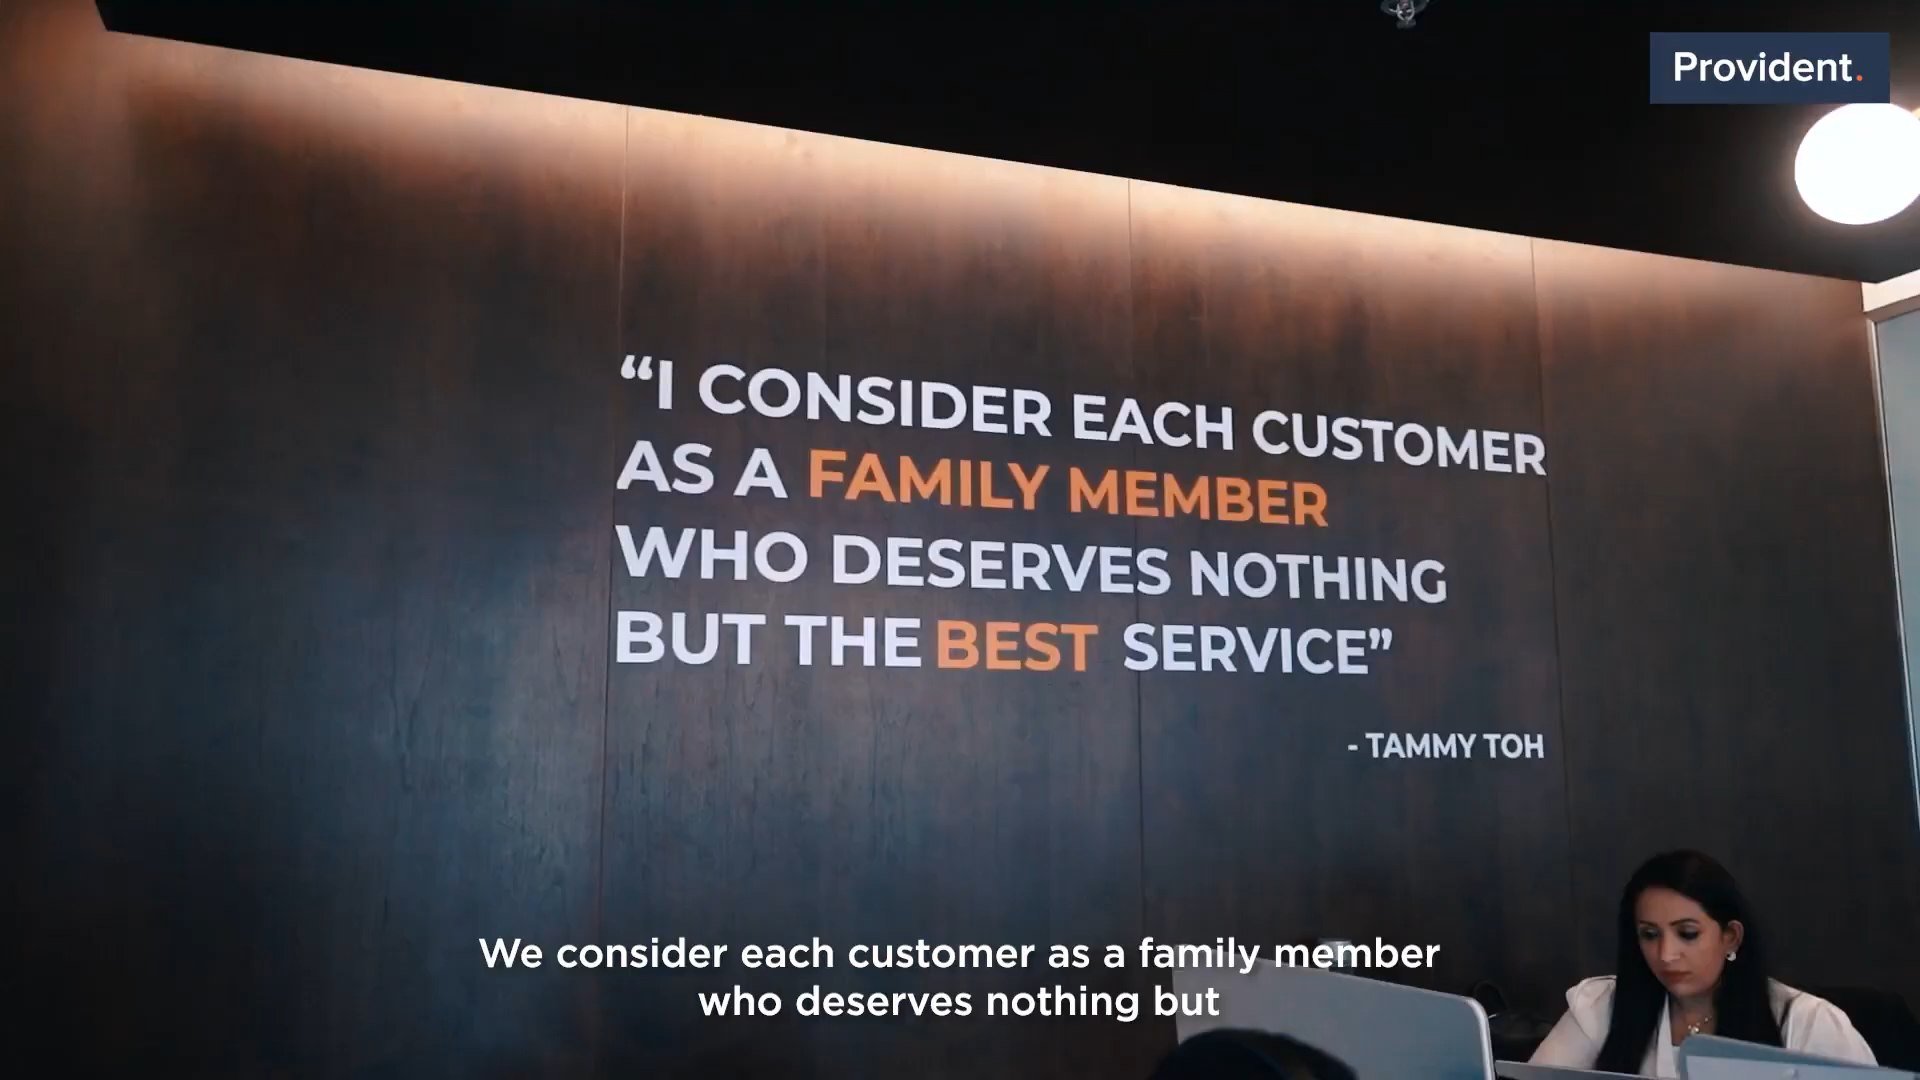 Provident.
“I CONSIDER EACH CUSTOMER
AS A FAMILY MEMBER
WHO DESERVES NOTHING
BUT THE BEST SERVICE”
- TAMMY TOH
We consider each customer as a family member
who deserves nothing but